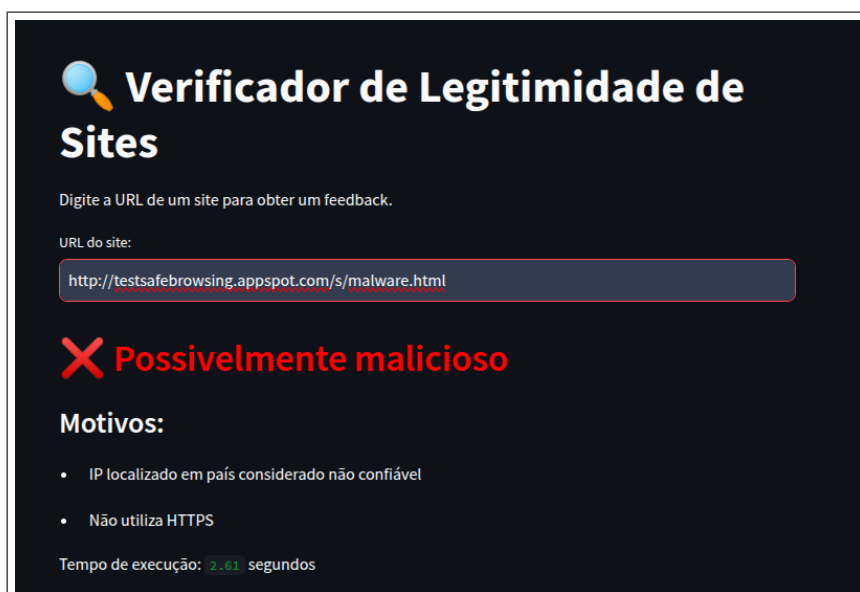 🔍 Verificador de Legitimidade de
Sites
Digite a URL de um site para obter um feedback.
URL do site:
http://testsafebrowsing.appspot.com/s/malware.html
❌ Possivelmente malicioso
Motivos:
• IP localizado em país considerado não confiável
• Não utiliza HTTPS
Tempo de execução: 2.61 segundos